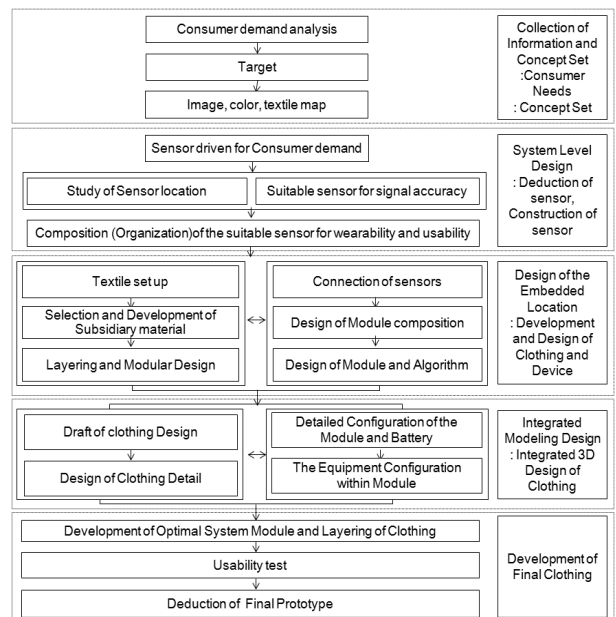 Consumer demand analysis
Target
Image, color, textile map
Collection of
Information and
Concept Set
:Consumer
Needs
: Concept Set
Sensor driven for Consumer demand
Study of Sensor location
Suitable sensor for signal accuracy
Composition (Organization)of the suitable sensor for wearability and usability
System Level
Design
: Deduction of
sensor,
Construction of
sensor
Textile set up
Selection and Development of
Subsidiary material
Layering and Modular Design
Connection of sensors
Design of Module composition
Design of Module and Algorithm
Design of the
Embedded
Location
: Development
and Design of
Clothing and
Device
Draft of clothing Design
Design of Clothing Detail
Detailed Configuration of the
Module and Battery
The Equipment Configuration
within Module
Integrated
Modeling Design
: Integrated 3D
Design of
Clothing
Development of Optimal System Module and Layering of Clothing
Usability test
Deduction of Final Prototype
Development of
Final Clothing